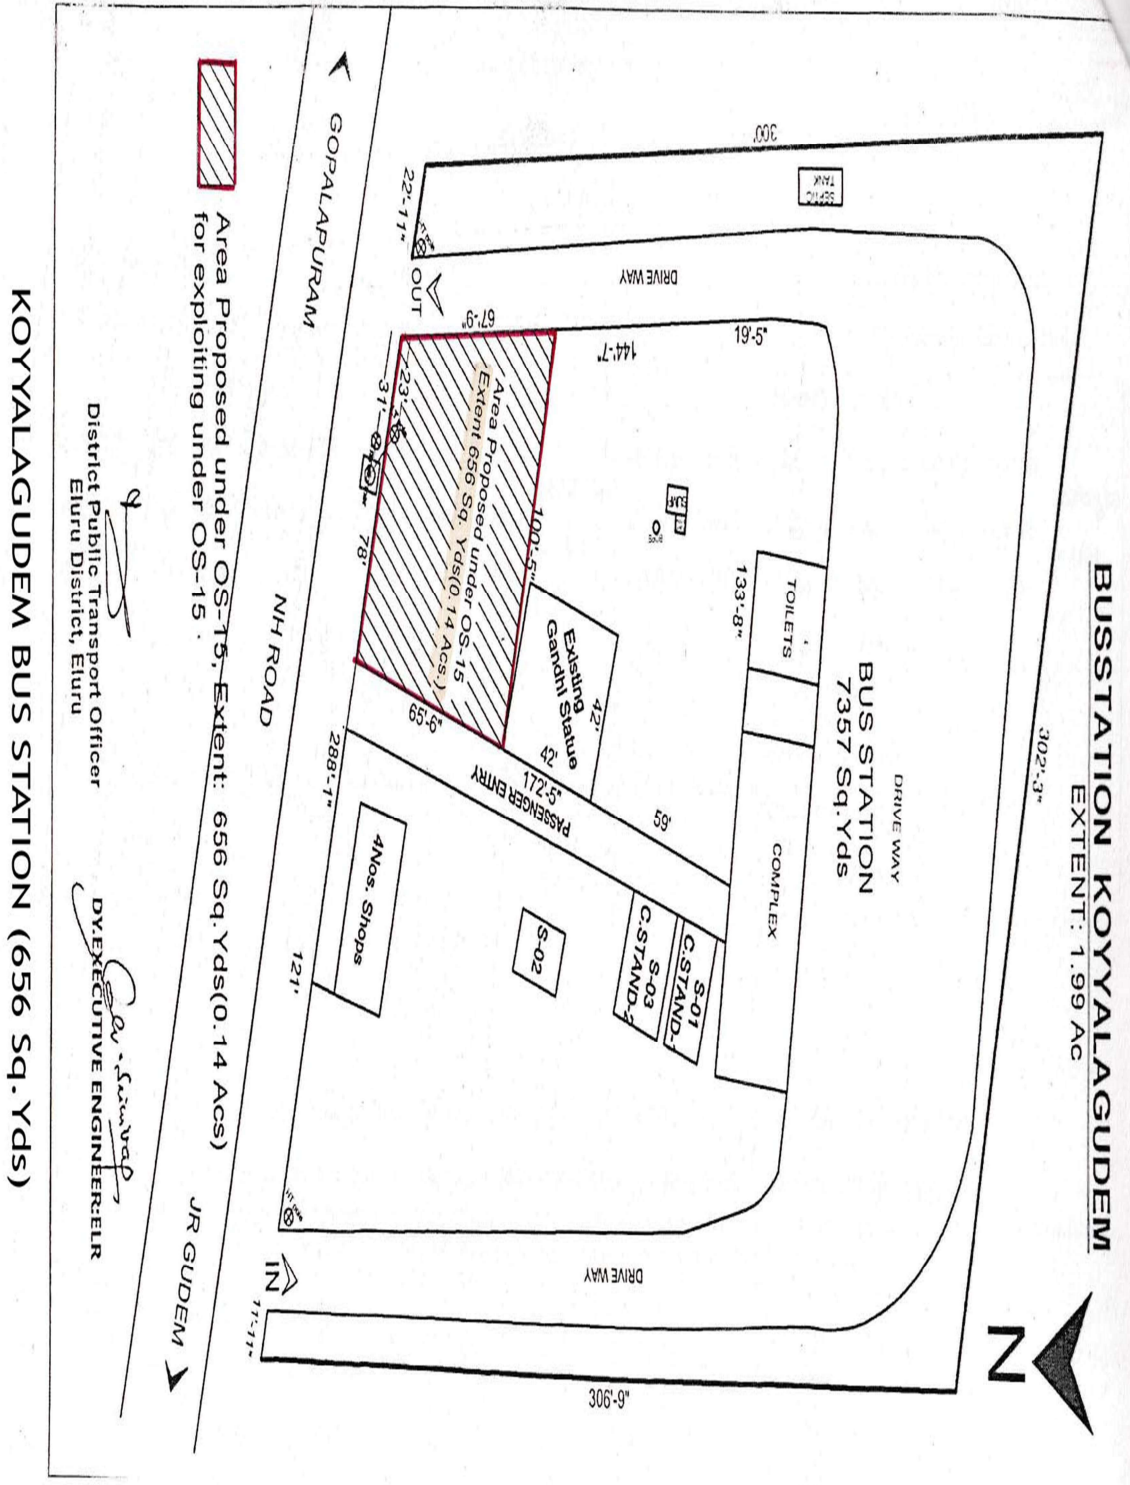 BUSSTATION KOYYALAGUDEM
EXTENT: 1.99 Ac
N
302'-3"
300'
SEPTIC
TANK
DRIVE WAY
BUS STATION
7357 Sq.Yds
DRIVE WAY
19'-5"
144'-7"
TOILETS
COMPLEX
133'-8"
SUMP
59'
S-01
C.STAND-1
S-03
C.STAND-2
S-02
Existing
Gandhi Statue
42'
42'
172'-5"
PASSENGER ENTRY
100'-5"
67'-9"
Area Proposed under OS-15
Extent 656 Sq. Yds(0.14 Acs.)
65'-6"
23'
31'
78'
22'-11"
OUT
4Nos. Shops
288'-1"
121'
IN
11'-11"
DRIVE WAY
306'-9"
GOPALAPURAM
NH ROAD
JR GUDEM
Area Proposed under OS-15, Extent: 656 Sq.Yds(0.14 Acs)
for exploiting under OS-15.
District Public Transport Officer
Eluru District, Eluru
DY.EXECUTIVE ENGINEER:ELR
KOYYALAGUDEM BUS STATION (656 Sq.Yds)